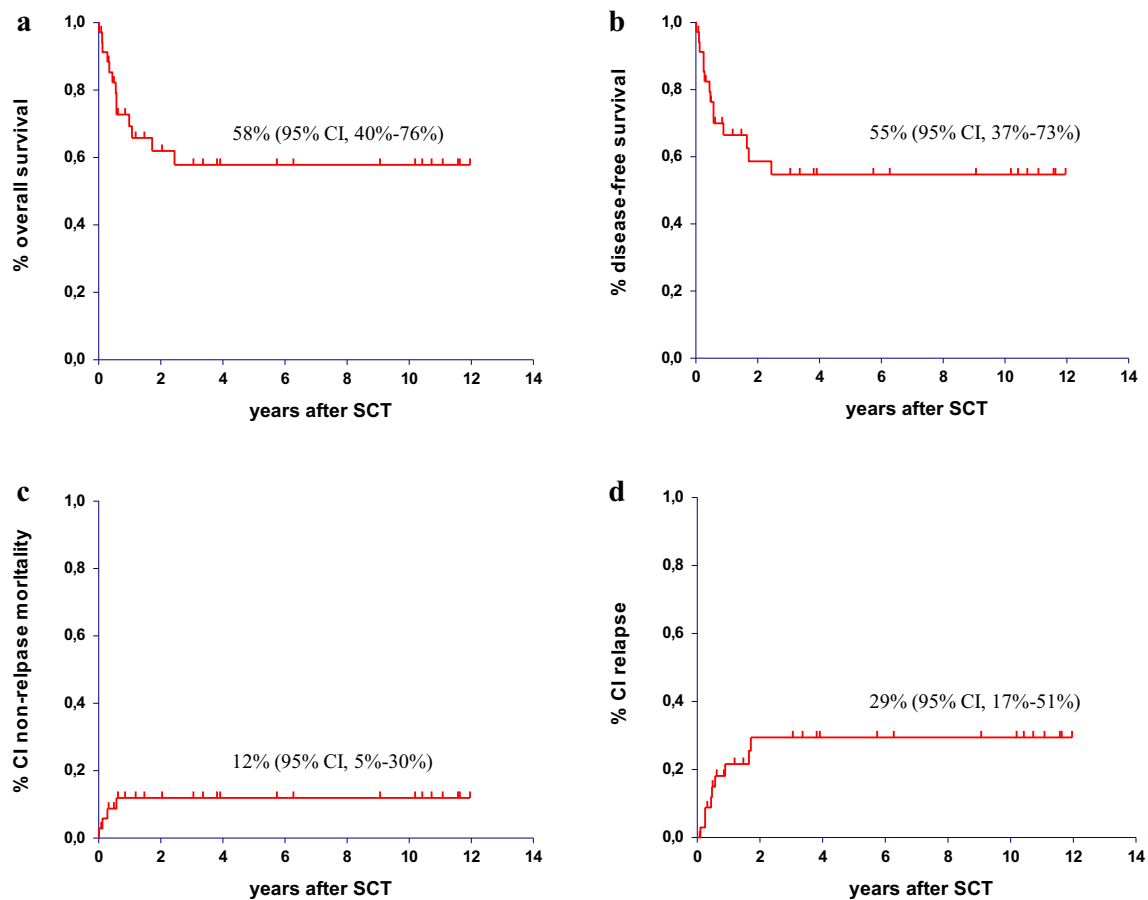 a
% overall survival
1,0
0,8
0,6
0,4
0,2
0,0
58% (95% CI, 40%-76%)
0 2 4 6 8 10 12 14
years after SCT
b
% disease-free survival
1,0
0,8
0,6
0,4
0,2
0,0
55% (95% CI, 37%-73%)
0 2 4 6 8 10 12 14
years after SCT
c
% CI non-relpase morltality
1,0
0,8
0,6
0,4
0,2
0,0
12% (95% CI, 5%-30%)
0 2 4 6 8 10 12 14
years after SCT
d
% CI relapse
1,0
0,8
0,6
0,4
0,2
0,0
29% (95% CI, 17%-51%)
0 2 4 6 8 10 12 14
years after SCT